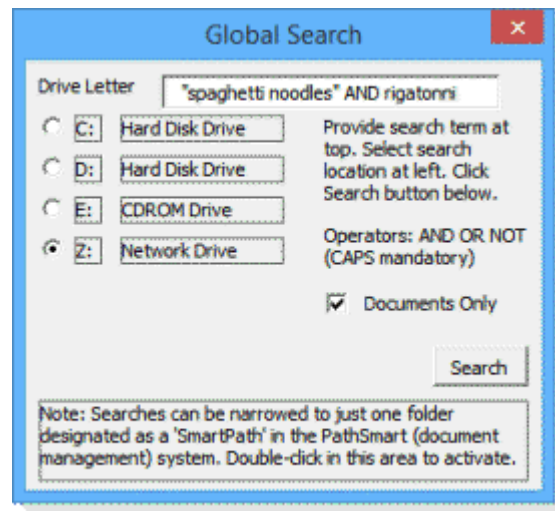 Global Search
Drive Letter "spaghetti noodles" AND rigatonni
C: Hard Disk Drive
D: Hard Disk Drive
E: CDROM Drive
Z: Network Drive
Provide search term at
top. Select search
location at left. Click
Search button below.
Operators: AND OR NOT
(CAPS mandatory)
Documents Only
Search
Note: Searches can be narrowed to just one folder
designated as a 'SmartPath' in the PathSmart (document
management) system. Double-click in this area to activate.